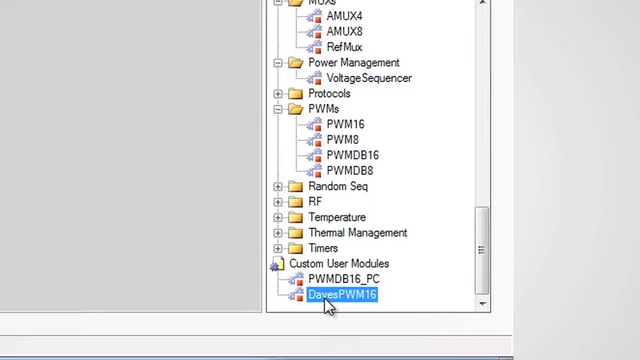 MUXs
AMUX4
AMUX8
RefMux
Power Management
VoltageSequencer
Protocols
PWMs
PWM16
PWM8
PWMDB16
PWMDB8
Random Seq
RF
Temperature
Thermal Management
Timers
Custom User Modules
PWMDB16_PC
DavesPWM16